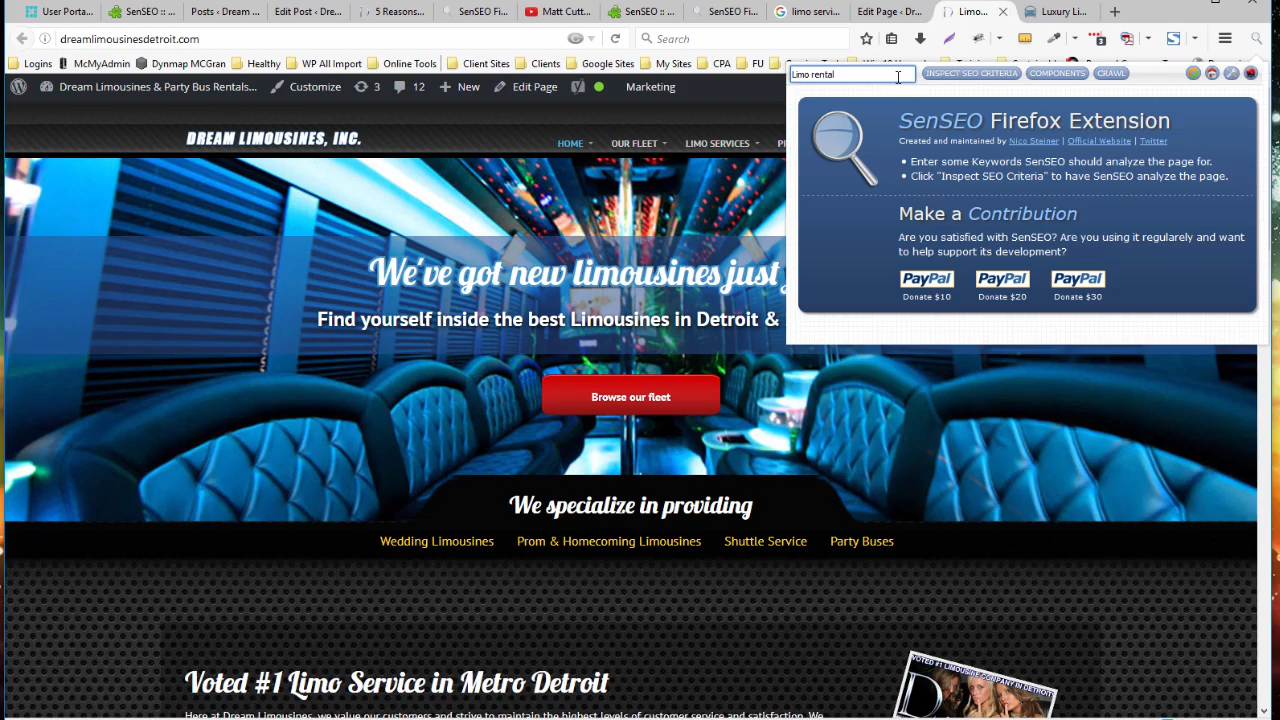 User Porta... SenSEO :: ... Posts ‹ Dream ... Edit Post ‹ Dre... 5 Reasons... SenSEO Fi... Matt Cutt... SenSEO :: ... SenSEO Fi... limo servi... Edit Page ‹ Dr... Limo... Luxury Li...
dreamlimousinesdetroit.com Search
Logins McMyAdmin Dynmep MCGran Healthy WP All Import Online Tools Client Sites Clients Google Sites My Sites CPA FU
Limo rental INSPECT SEO CRITERIA COMPONENTS CRAWL
Dream Limousines & Party Bus Rentals... Customize 3 12 New Edit Page Marketing
SenSEO Firefox Extension
Created and maintained by Nico Steiner | Official Website | Twitter
• Enter some Keywords SenSEO should analyze the page for.
• Click "Inspect SEO Criteria" to have SenSEO analyze the page.
Make a Contribution
Are you satisfied with SenSEO? Are you using it regularely and want
to help support its development?
PayPal PayPal PayPal
Donate $10 Donate $20 Donate $30
DREAM LIMOUSINES, INC.
HOME OUR FLEET LIMO SERVICES
We've got new limousines just
Find yourself inside the best Limousines in Detroit &
Browse our fleet
We specialize in providing
Wedding Limousines Prom & Homecoming Limousines Shuttle Service Party Buses
Voted #1 Limo Service in Metro Detroit
VOTED #1 LIMOUSINE COMPANY IN DETROIT
D
Here at Dream Limousines, we value our customers and strive to maintain the highest levels of customer service and satisfaction. We